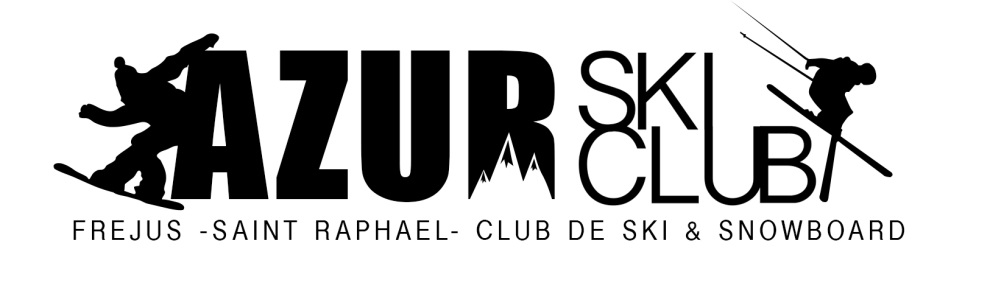 AZUR SKI CLUB
FREJUS -SAINT RAPHAEL- CLUB DE SKI & SNOWBOARD